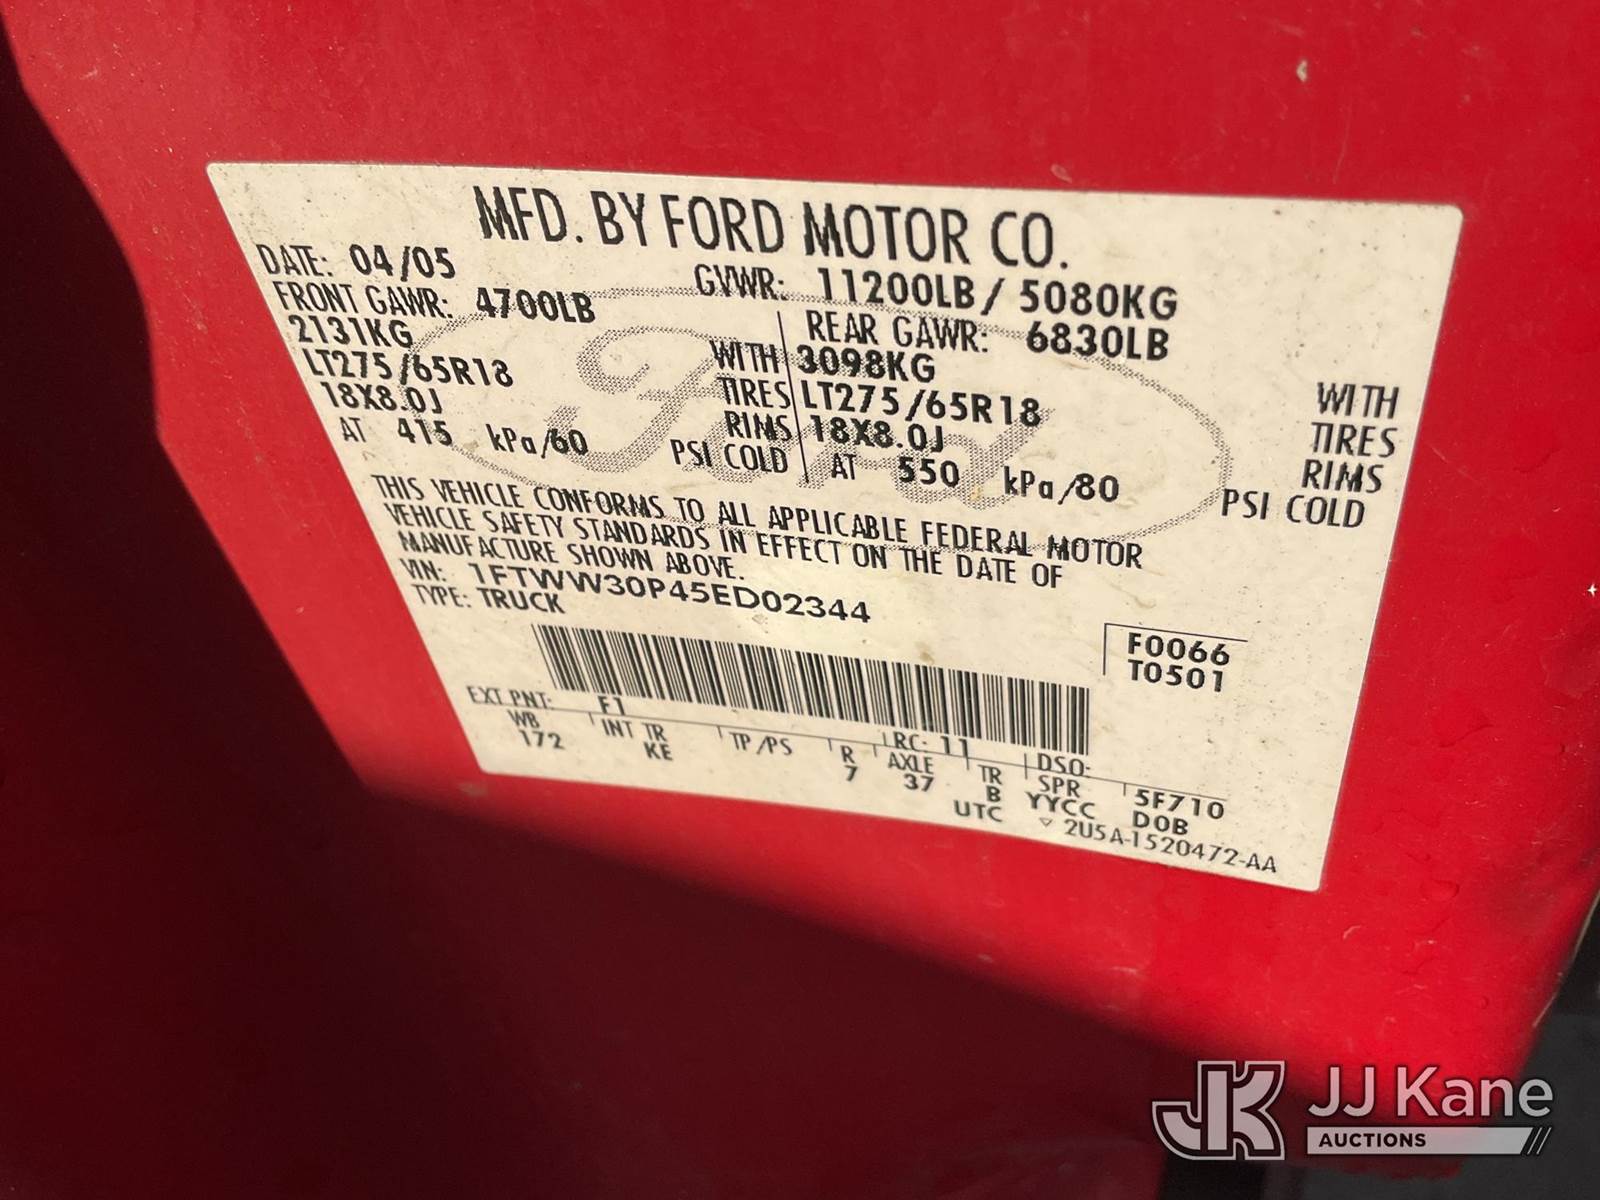 MFD. BY FORD MOTOR CO.
DATE: 04/05 GVWR: 11200LB / 5080KG
FRONT GAWR: 4700LB REAR GAWR: 6830LB
2131KG WITH 3098KG WITH
LT275/65R18 TIRES LT275/65R18 TIRES
18X8.0J RIMS 18X8.0J RIMS
AT 415 kPa/60 PSI COLD AT 550 kPa/80 PSI COLD
THIS VEHICLE CONFORMS TO ALL APPLICABLE FEDERAL MOTOR
VEHICLE SAFETY STANDARDS IN EFFECT ON THE DATE OF
MANUFACTURE SHOWN ABOVE.
VIN: 1FTWW30P45ED02344
TYPE: TRUCK
F0066
T0501
EXT PNT: F1 RC: 11 DSO:
WB INT TR TP/PS R AXLE TR SPR 5F710
172 KE 7 37 B YYCC D0B
UTC 2U5A-1520472-AA
Ford
JK JJ Kane
AUCTIONS